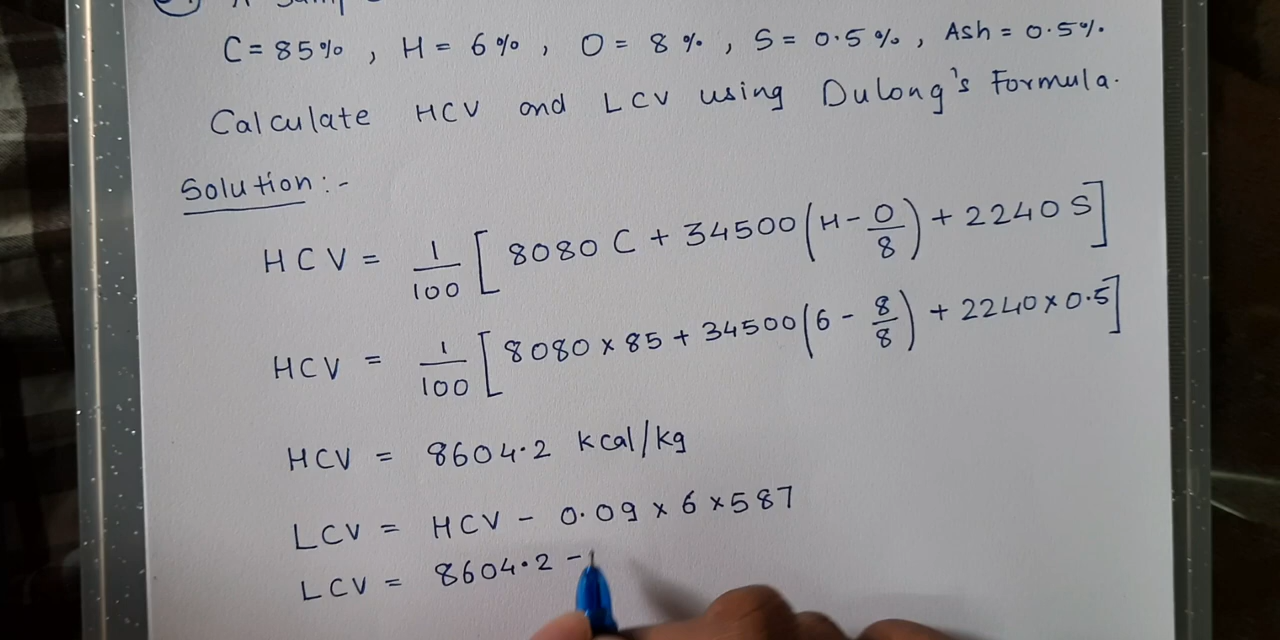 C = 85% , H = 6% , O = 8% , S = 0.5% , Ash = 0.5%.
Calculate HCV and LCV using Dulong's Formula.
Solution :-
HCV = 1/100 [ 8080 C + 34500 (H - O/8) + 2240 S ]
HCV = 1/100 [ 8080 × 85 + 34500 (6 - 8/8) + 2240 × 0.5 ]
HCV = 8604.2 kcal/kg
LCV = HCV - 0.09 × 6 × 587
LCV = 8604.2 -